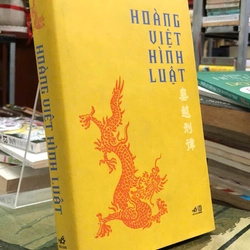 HOÀNG
VIỆT
HÌNH
LUẬT
皇越刑律
HOÀNG VIỆT HÌNH LUẬT